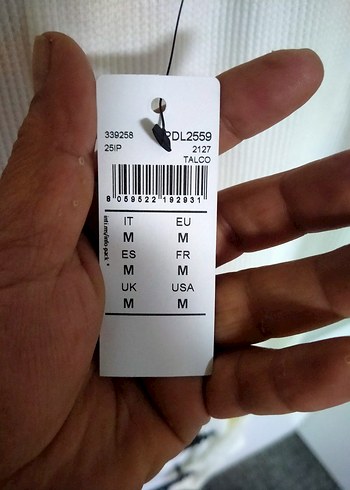 339258 PDL2559
25IP 2127
TALCO
8 059522 192931
IT EU
M M
ES FR
M M
UK USA
M M